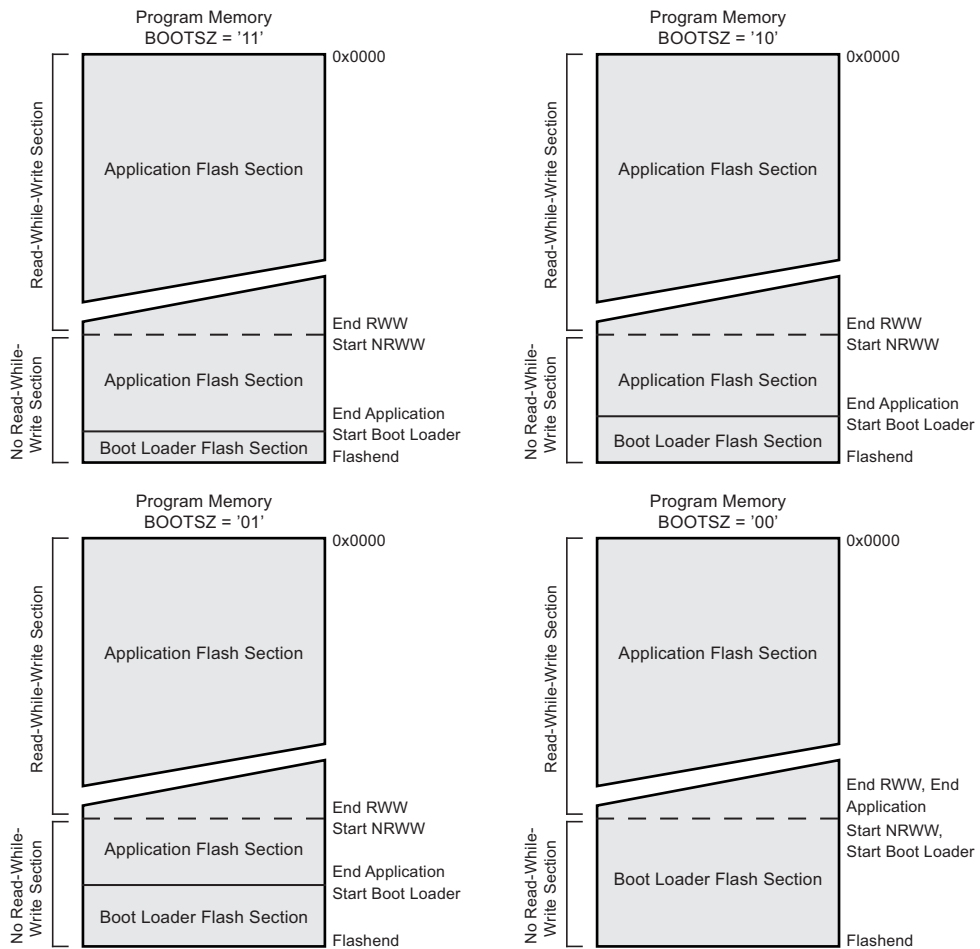 Program Memory
BOOTSZ = '11'
0x0000
Read-While-Write Section
Application Flash Section
End RWW
Start NRWW
No Read-While-
Write Section
Application Flash Section
End Application
Start Boot Loader
Boot Loader Flash Section
Flashend
Program Memory
BOOTSZ = '10'
0x0000
Read-While-Write Section
Application Flash Section
End RWW
Start NRWW
No Read-While-
Write Section
Application Flash Section
End Application
Start Boot Loader
Boot Loader Flash Section
Flashend
Program Memory
BOOTSZ = '01'
Read-While-Write Section
Application Flash Section
End RWW
Start NRWW
No Read-While-
Write Section
Application Flash Section
End Application
Start Boot Loader
Boot Loader Flash Section
Flashend
Program Memory
BOOTSZ = '00'
0x0000
Read-While-Write Section
Application Flash Section
End RWW, End
Application
Start NRWW,
Start Boot Loader
No Read-While-
Write Section
Boot Loader Flash Section
Flashend